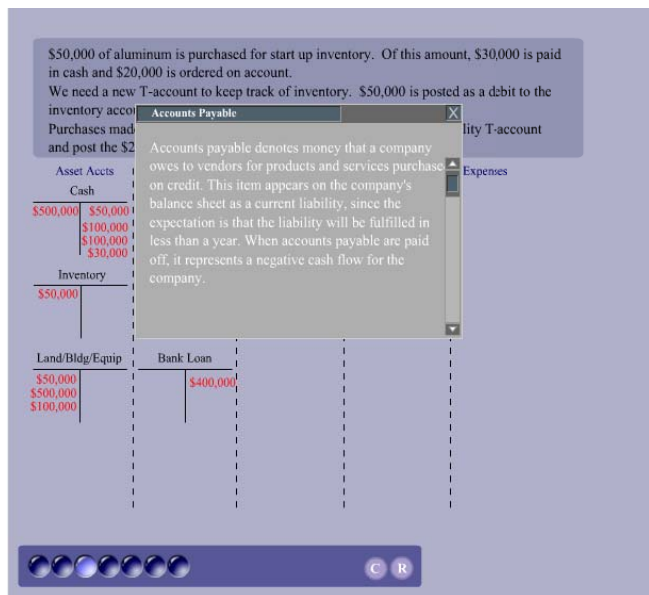 $50,000 of aluminum is purchased for start up inventory. Of this amount, $30,000 is paid
in cash and $20,000 is ordered on account.
We need a new T-account to keep track of inventory. $50,000 is posted as a debit to the
inventory
Purchases lity T-account
and post the
Accounts Payable X
Accounts payable denotes money that a company
owes to vendors for products and services
on credit. This item appears on the company's
balance sheet as a current liability, since the
expectation is that the liability will be fulfilled in
less than a year. When accounts payable are paid
off, it represents a negative cash flow for the
company.
Asset Accts
Expenses
Cash
$500,000 $50,000
$100,000
$100,000
$30,000
Inventory
$50,000
Land/Bldg/Equip
$50,000
$500,000
$100,000
Bank Loan
$400,000
C R